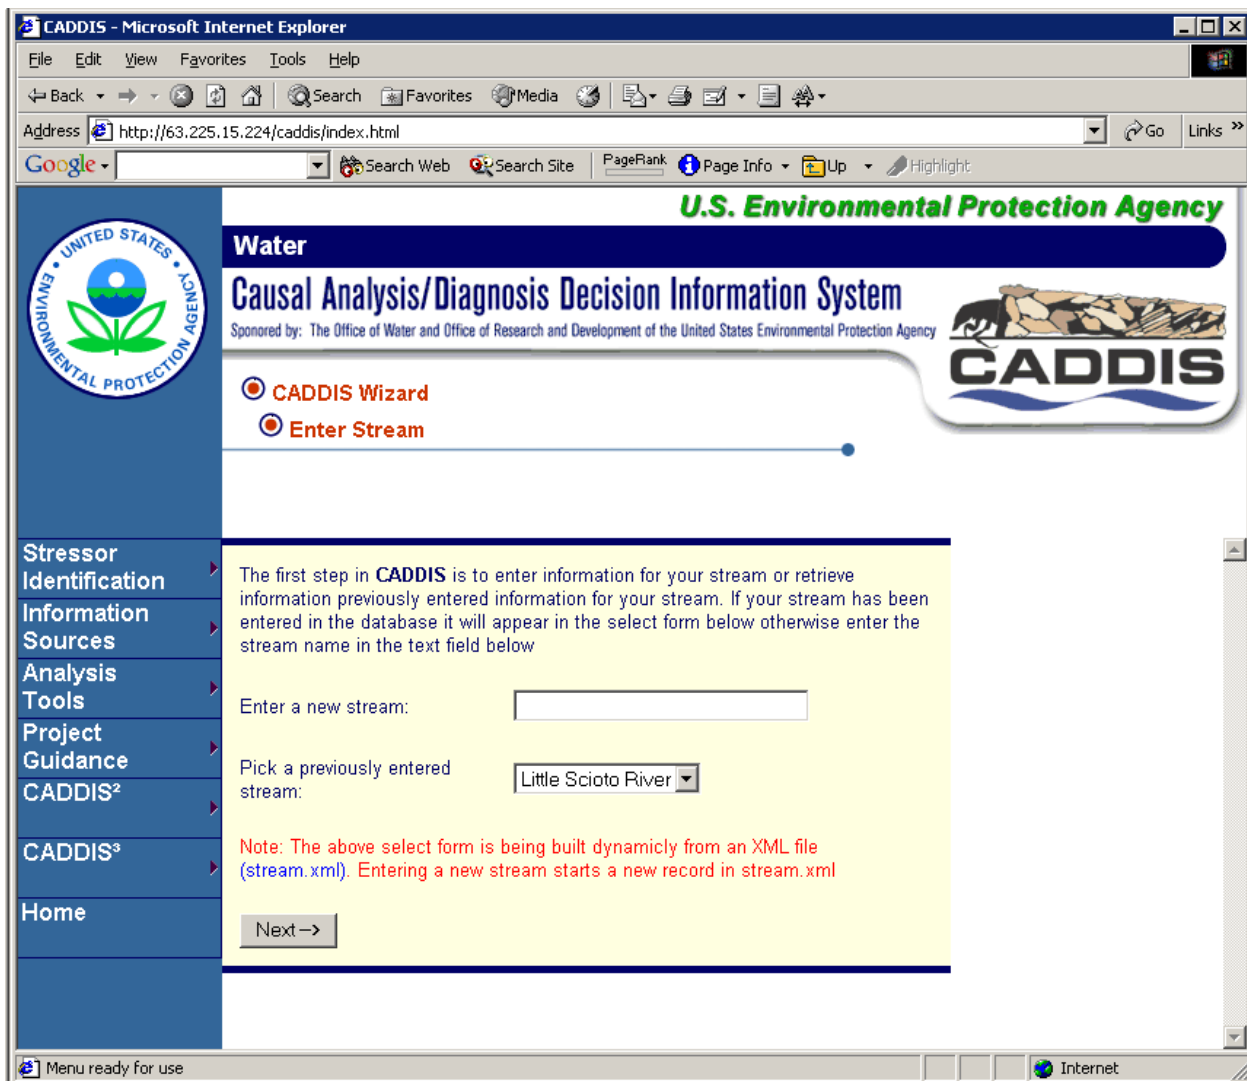 CADDIS - Microsoft Internet Explorer
File Edit View Favorites Tools Help
Back Search Favorites Media
Address http://63.225.15.224/caddis/index.html Go Links »
Google Search Web Search Site PageRank Page Info Up Highlight
U.S. Environmental Protection Agency
UNITED STATES ENVIRONMENTAL PROTECTION AGENCY
Water
Causal Analysis/Diagnosis Decision Information System
Sponored by: The Office of Water and Office of Research and Development of the United States Environmental Protection Agency
CADDIS
CADDIS Wizard
Enter Stream
Stressor
Identification
Information
Sources
Analysis
Tools
Project
Guidance
CADDIS²
CADDIS³
Home
The first step in CADDIS is to enter information for your stream or retrieve
information previously entered information for your stream. If your stream has been
entered in the database it will appear in the select form below otherwise enter the
stream name in the text field below
Enter a new stream:
Pick a previously entered
stream:
Little Scioto River
Note: The above select form is being built dynamicly from an XML file
(stream.xml). Entering a new stream starts a new record in stream.xml
Next-->
Menu ready for use Internet